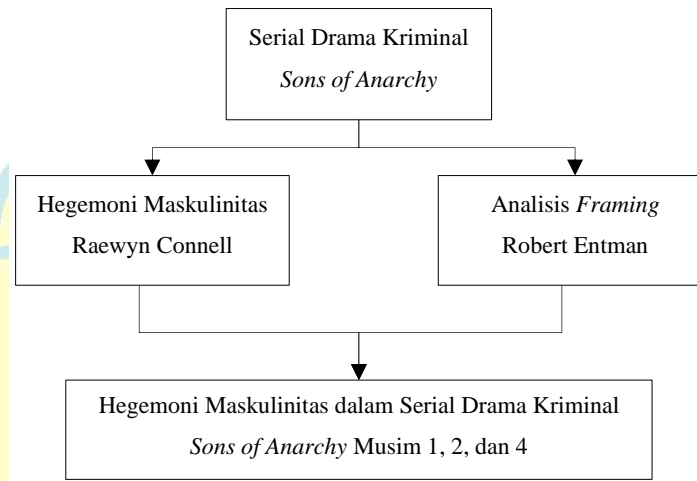 Serial Drama Kriminal
Sons of Anarchy
Hegemoni Maskulinitas
Raewyn Connell
Analisis Framing
Robert Entman
Hegemoni Maskulinitas dalam Serial Drama Kriminal
Sons of Anarchy Musim 1, 2, dan 4